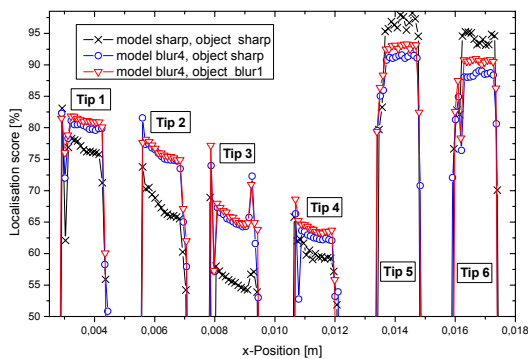 model sharp, object sharp
model blur4, object sharp
model blur4, object blur1
Tip 1
Tip 2
Tip 3
Tip 4
Tip 5
Tip 6
Localisation score [%]
95
90
85
80
75
70
65
60
55
50
0,004 0,006 0,008 0,010 0,012 0,014 0,016 0,018
x-Position [m]